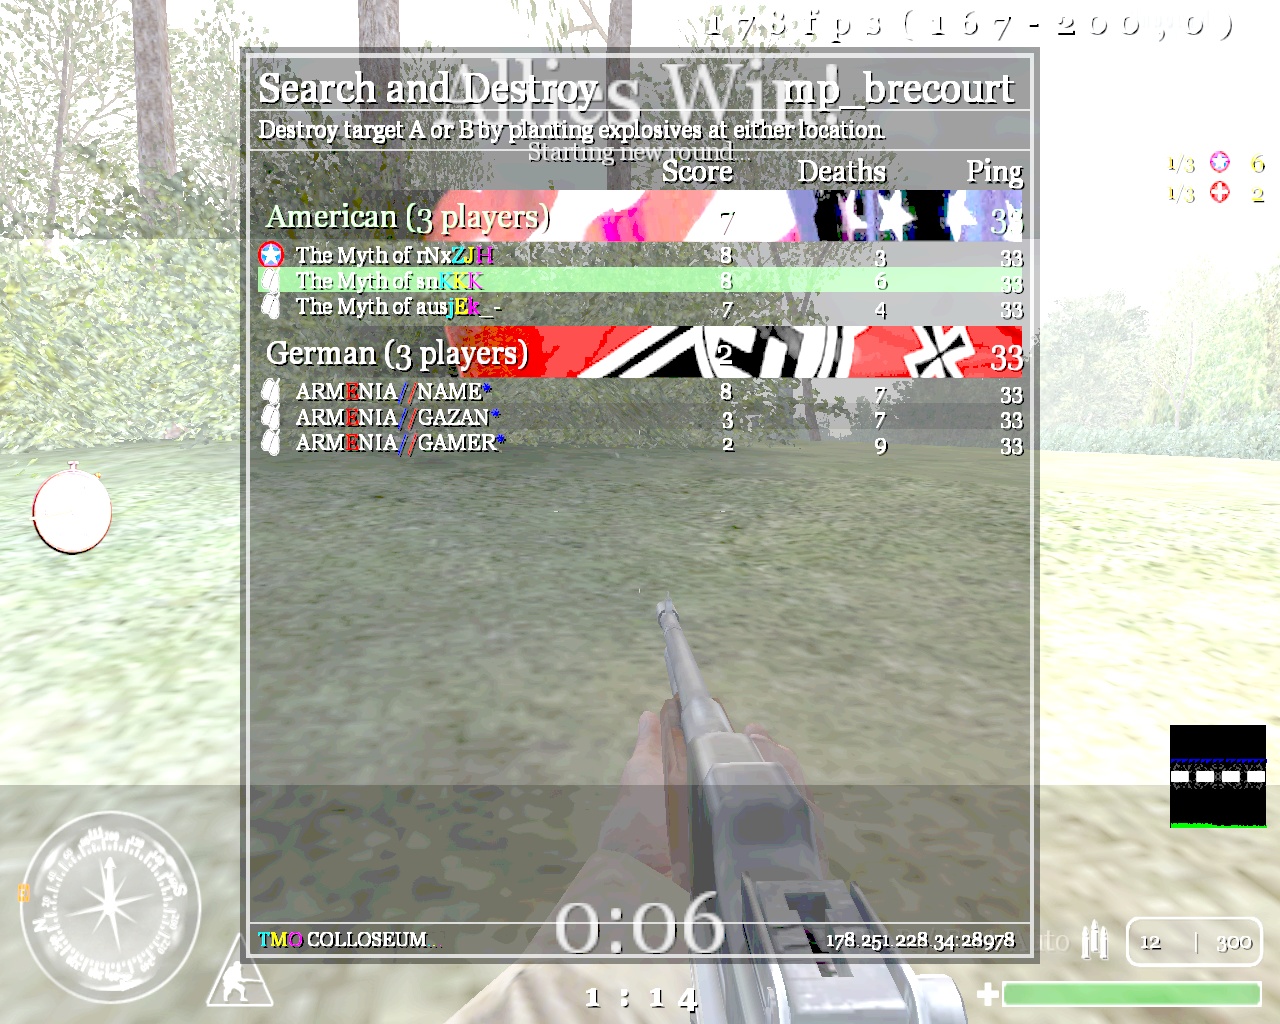 178fps(167-200,0)
Allies Win!
Search and Destroy mp_brecourt
Destroy target A or B by planting explosives at either location.
Starting new round...
Score Deaths Ping
1/3 6
1/3 2
American (3 players) 7 33
The Myth of rNxZJH 8 3 33
The Myth of snKKK 8 6 33
The Myth of ausjEk_- 7 4 33
German (3 players) 2 33
ARMENIA//NAME* 8 7 33
ARMENIA//GAZAN* 3 7 33
ARMENIA//GAMER* 2 9 33
0:06
TMO COLLOSEUM... 178.251.228.34:28978
12 | 300
1:14